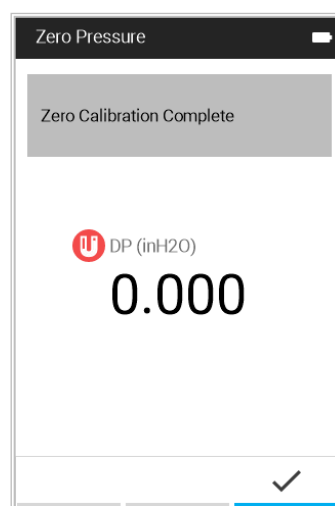 Zero Pressure
Zero Calibration Complete
DP (inH2O)
0.000